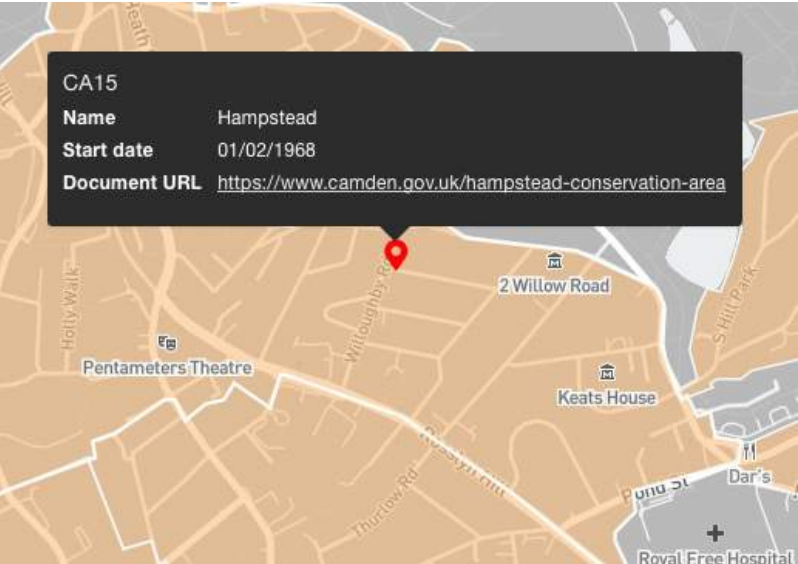 Heath
Hill
CA15
Name Hampstead
Start date 01/02/1968
Document URL https://www.camden.gov.uk/hampstead-conservation-area
Willoughby
2 Willow Road
S Hill Park
Holly Walk
Pentameters Theatre
Keats House
Rosslyn Hill
Thurlow Rd
Pond St
Dar's
Royal Free Hospital